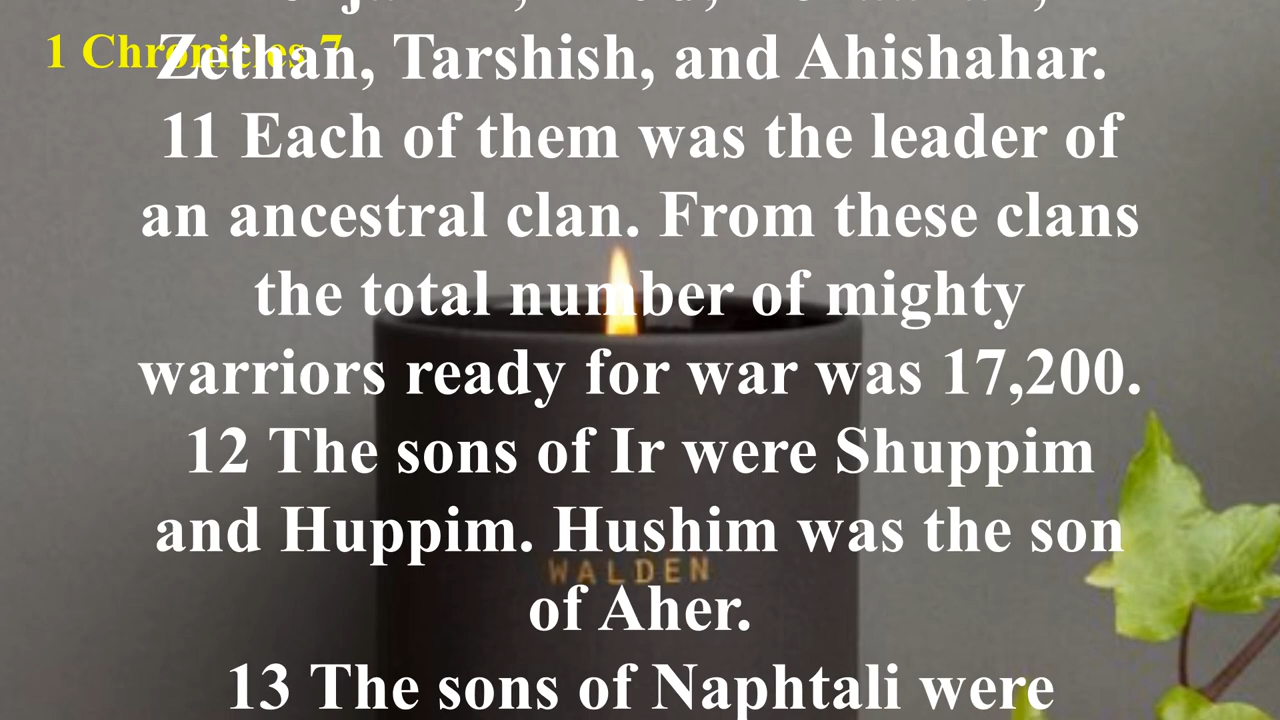 1 Chronicles 7
Zethan, Tarshish, and Ahishahar.
11 Each of them was the leader of
an ancestral clan. From these clans
the total number of mighty
warriors ready for war was 17,200.
12 The sons of Ir were Shuppim
and Huppim. Hushim was the son
WALDEN
of Aher.
13 The sons of Naphtali were